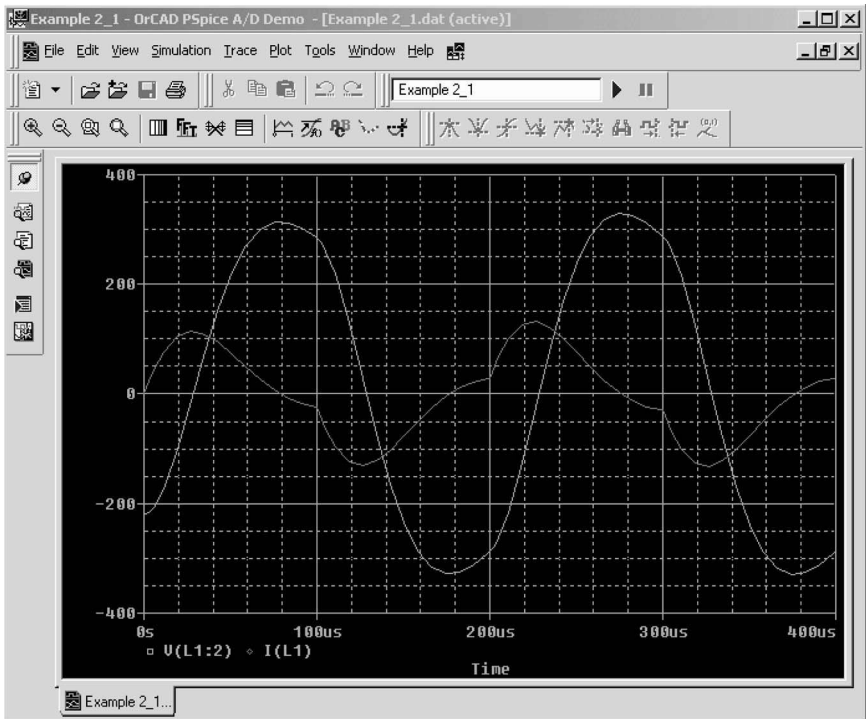 Example 2_1 - OrCAD PSpice A/D Demo - [Example 2_1.dat (active)]
File Edit View Simulation Trace Plot Tools Window Help
Example 2_1
FFT
400
200
0
-200
-400
0s 100us 200us 300us 400us
V(L1:2) I(L1)
Time
Example 2_1...